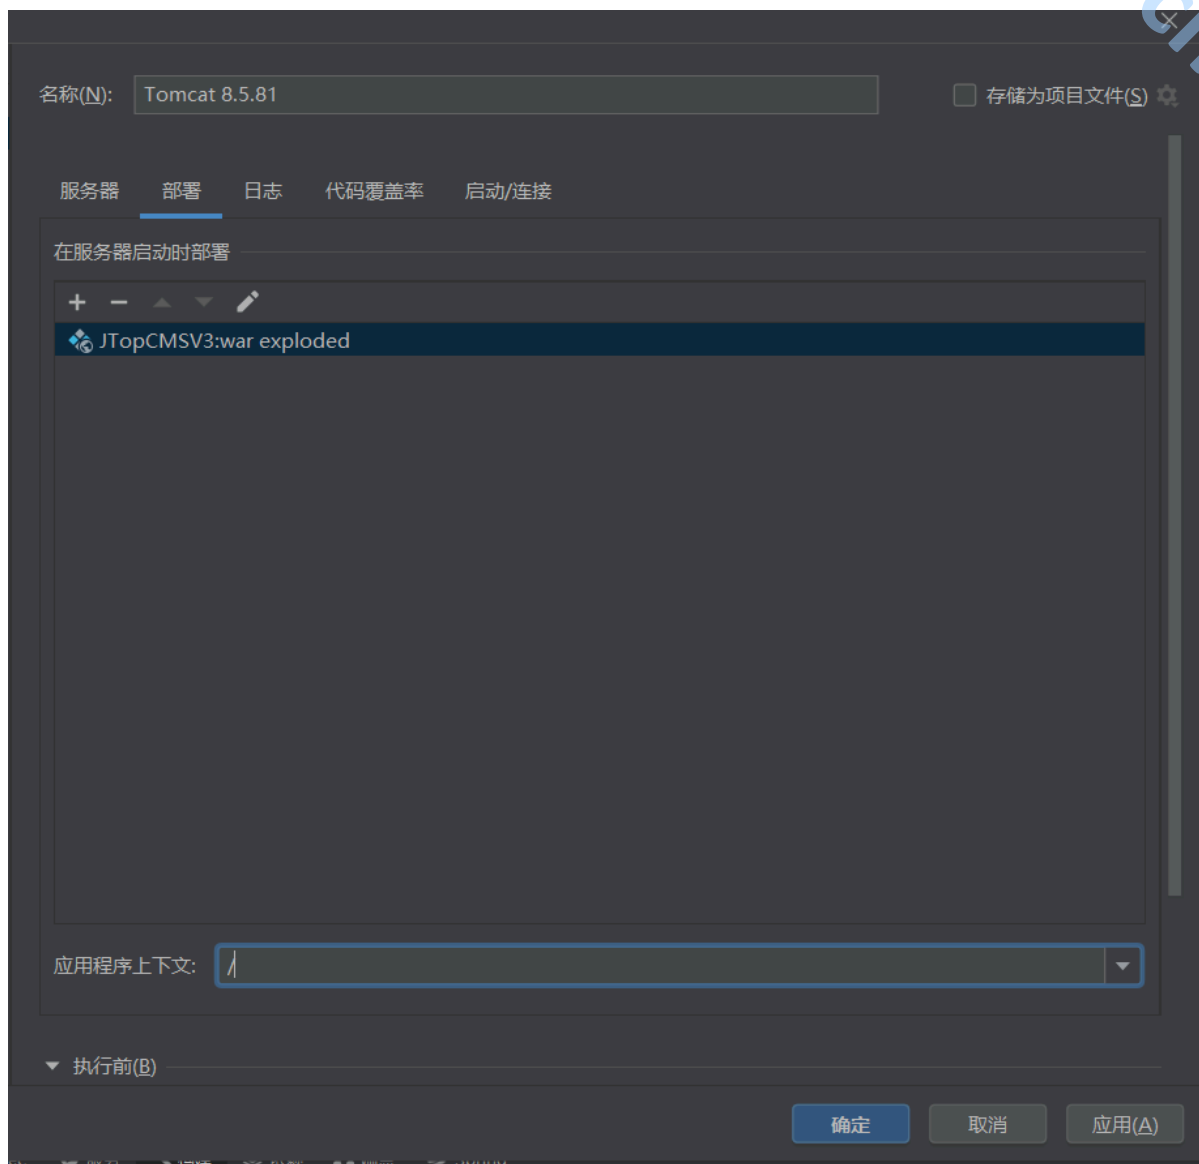 名称(N): Tomcat 8.5.81 存储为项目文件(S)
服务器 部署 日志 代码覆盖率 启动/连接
在服务器启动时部署
JTopCMSV3:war exploded
应用程序上下文: /
执行前(B)
确定 取消 应用(A)